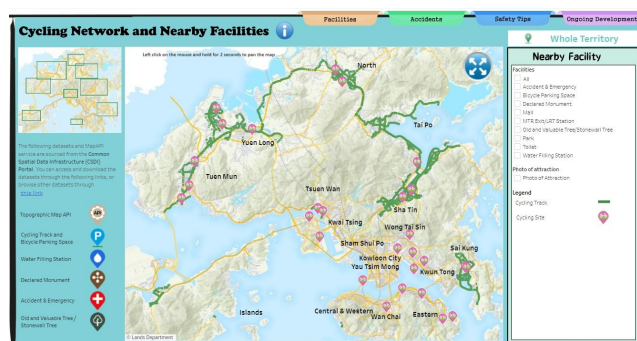 Facilities
Accidents
Safety Tips
Ongoing Development
Cycling Network and Nearby Facilities
i
Whole Territory
Left click on the mouse and hold for 2 seconds to pan the map
Nearby Facility
Facilities
All
Accident & Emergency
Bicycle Parking Space
Declared Monument
Mall
MTR Exit/LRT Station
Old and Valuable Tree/Stonewall Tree
Park
Toilet
Water Filling Station
Photo of attraction
Photo of Attraction
Legend
Cycling Track
Cycling Site
The following datasets and MapAPI
service are sourced from the Common
Spatial Data Infrastructure (CSDI)
Portal. You can access and download the
datasets through the following links, or
browse other datasets through
Topographic Map API
API
Cycling Track and
Bicycle Parking Space
P
Water Filling Station
Declared Monument
Accident & Emergency
Old and Valuable Tree /
Stonewall Tree
North
Tai Po
Yuen Long
Tuen Mun
Tsuen Wan
Sha Tin
Kwai Tsing
Wong Tai Sin
Sham Shui Po
Sai Kung
Kowloon City
Yau Tsim Mong
Kwun Tong
Islands
Central & Western
Wan Chai
Eastern
© Lands Department